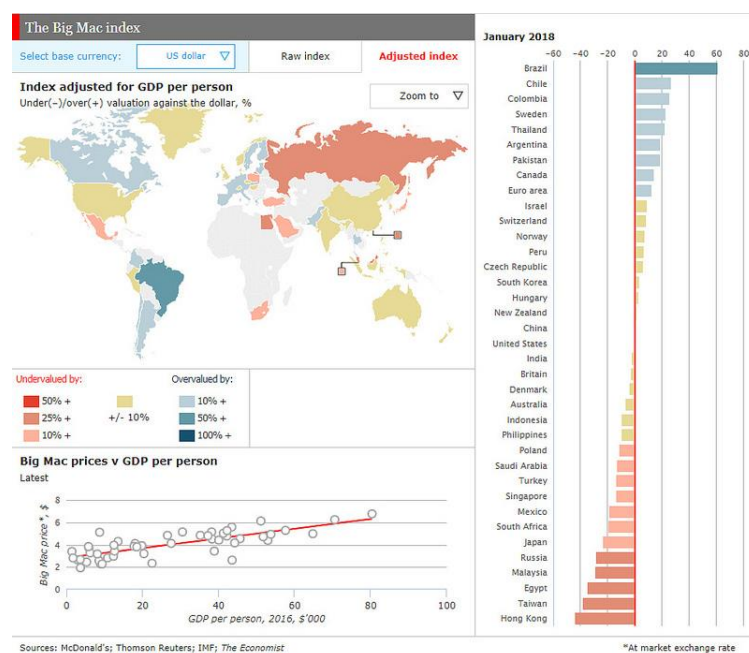 The Big Mac index
Select base currency:
US dollar
Raw index
Adjusted index
Index adjusted for GDP per person
Under(−)/over(+) valuation against the dollar, %
Zoom to
Undervalued by:
Overvalued by:
50% +
25% +
10% +
+/- 10%
10% +
50% +
100% +
Big Mac prices v GDP per person
Latest
Big Mac price*, $
8
6
4
2
0
0 20 40 60 80 100
GDP per person, 2016, $'000
January 2018
−60 −40 −20 0 20 40 60 80
Brazil
Chile
Colombia
Sweden
Thailand
Argentina
Pakistan
Canada
Euro area
Israel
Switzerland
Norway
Peru
Czech Republic
South Korea
Hungary
New Zealand
China
United States
India
Britain
Denmark
Australia
Indonesia
Philippines
Poland
Saudi Arabia
Turkey
Singapore
Mexico
South Africa
Japan
Russia
Malaysia
Egypt
Taiwan
Hong Kong
Sources: McDonald's; Thomson Reuters; IMF; The Economist
*At market exchange rate